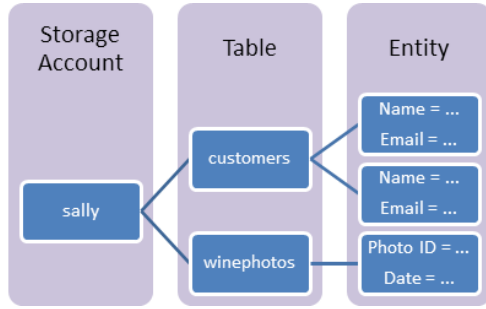 Storage
Account
Table
Entity
sally
customers
winephotos
Name = ...
Email = ...
Name = ...
Email = ...
Photo ID = ...
Date = ...